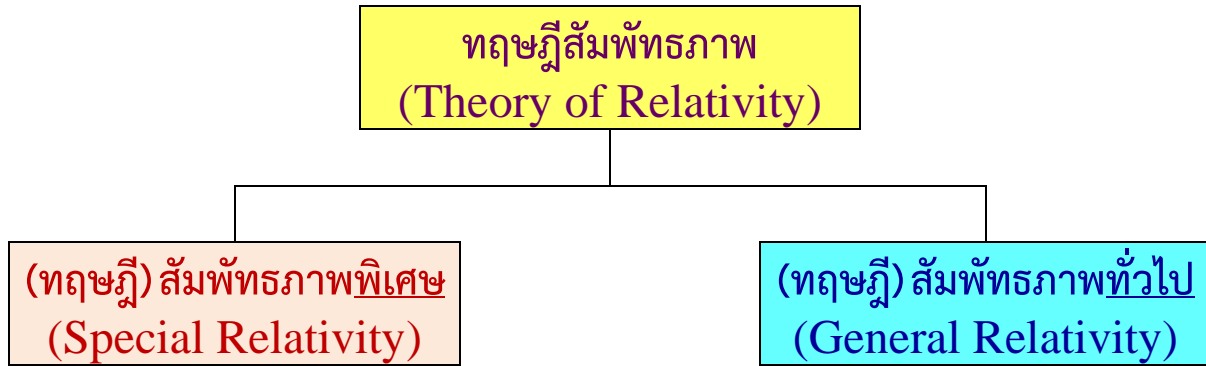 ทฤษฎีสัมพัทธภาพ
(Theory of Relativity)
(ทฤษฎี) สัมพัทธภาพพิเศษ
(Special Relativity)
(ทฤษฎี) สัมพัทธภาพทั่วไป
(General Relativity)